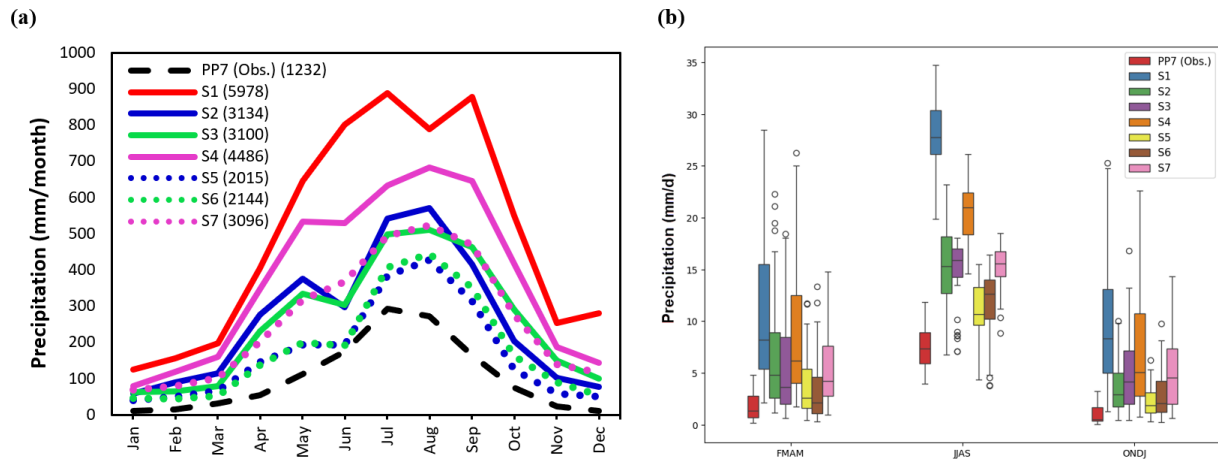 (a)
Precipitation (mm/month)
1000
900
800
700
600
500
400
300
200
100
0
PP7 (Obs.) (1232)
S1 (5978)
S2 (3134)
S3 (3100)
S4 (4486)
S5 (2015)
S6 (2144)
S7 (3096)
Jan
Feb
Mar
Apr
May
Jun
Jul
Aug
Sep
Oct
Nov
Dec
(b)
Precipitation (mm/d)
35
30
25
20
15
10
5
0
PP7 (Obs.)
S1
S2
S3
S4
S5
S6
S7
FMAM
JJAS
ONDJ